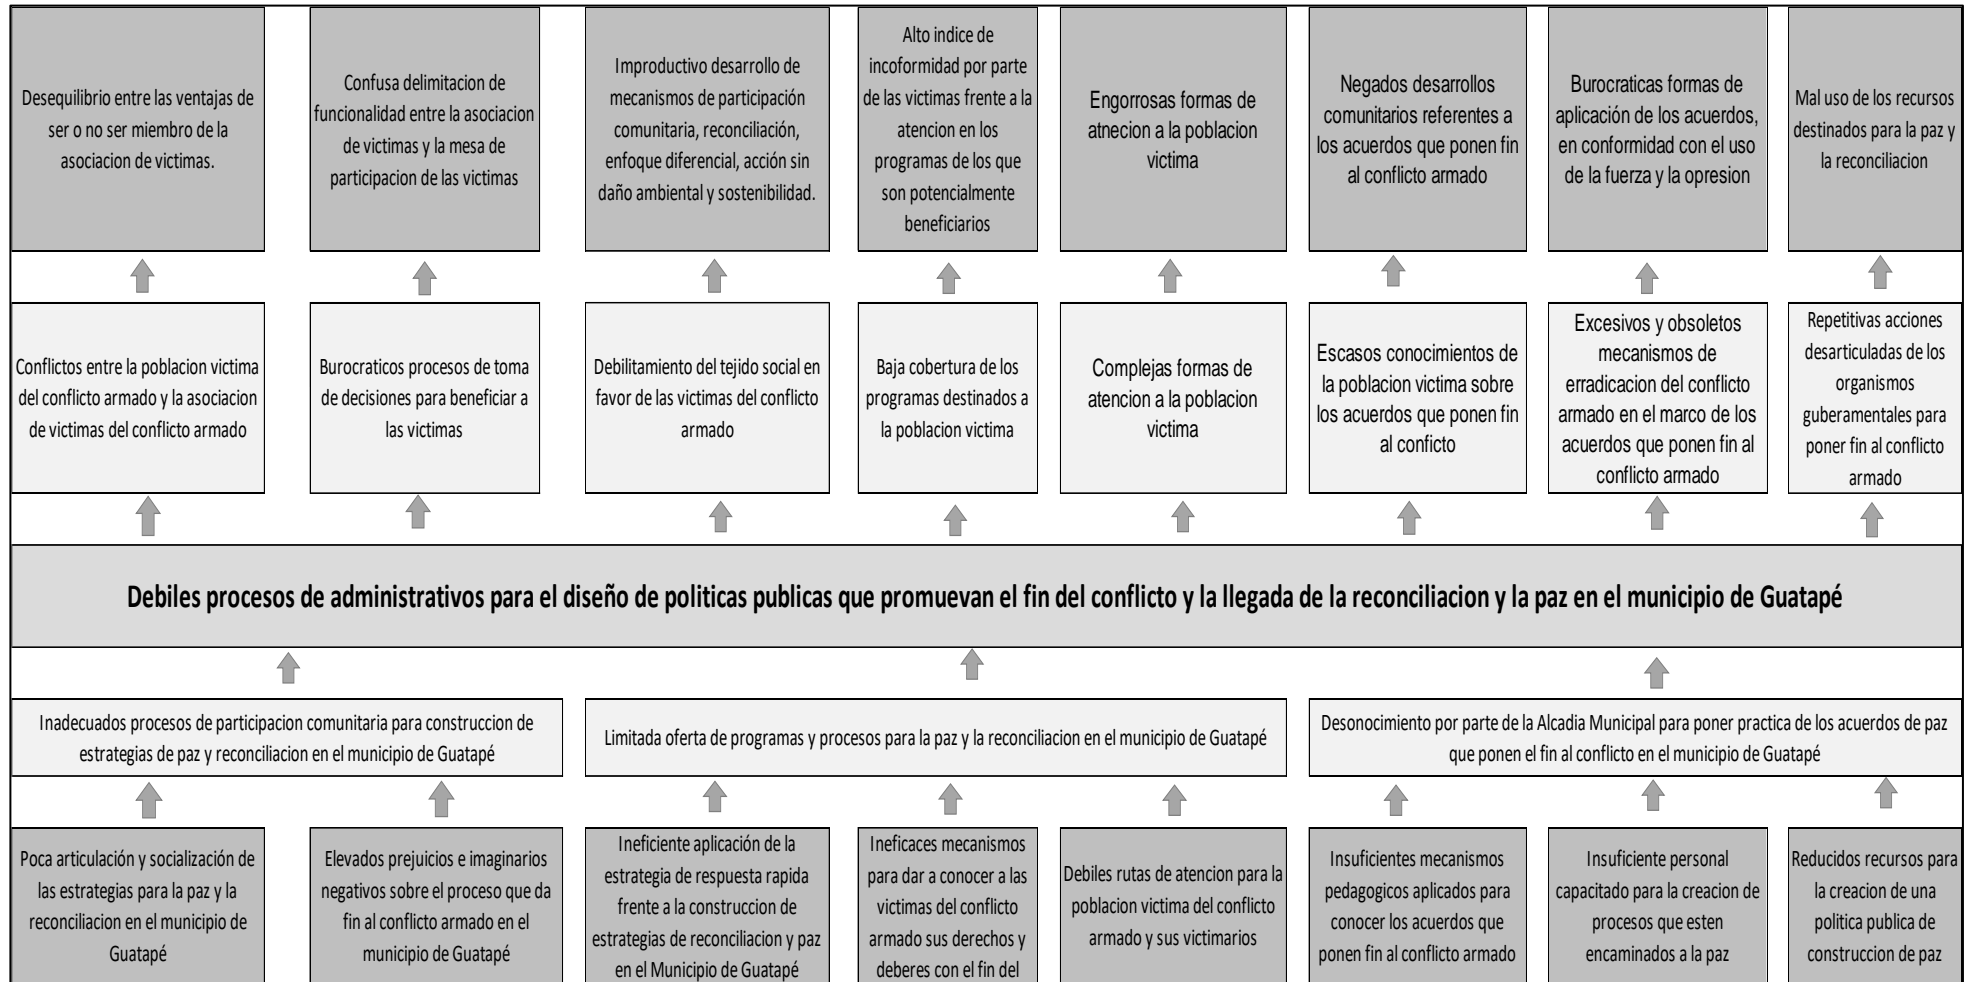 Desequilibrio entre las ventajas de
ser o no ser miembro de la
asociacion de victimas.
Confusa delimitacion de
funcionalidad entre la asociacion
de victimas y la mesa de
participacion de las victimas
Improductivo desarrollo de
mecanismos de participación
comunitaria, reconciliación,
enfoque diferencial, acción sin
daño ambiental y sostenibilidad.
Alto indice de
incoformidad por parte
de las victimas frente a la
atencion en los
programas de los que
son potencialmente
beneficiarios
Engorrosas formas de
atnecion a la poblacion
victima
Negados desarrollos
comunitarios referentes a
los acuerdos que ponen fin
al conflicto armado
Burocraticas formas de
aplicación de los acuerdos,
en conformidad con el uso
de la fuerza y la opresion
Mal uso de los recursos
destinados para la paz y
la reconciliacion
Conflictos entre la poblacion victima
del conflicto armado y la asociacion
de victimas del conflicto armado
Burocraticos procesos de toma
de decisiones para beneficiar a
las victimas
Debilitamiento del tejido social en
favor de las victimas del conflicto
armado
Baja cobertura de los
programas destinados a
la poblacion victima
Complejas formas de
atencion a la poblacion
victima
Escasos conocimientos de
la poblacion victima sobre
los acuerdos que ponen fin
al conficto
Excesivos y obsoletos
mecanismos de
erradicacion del conflicto
armado en el marco de los
acuerdos que ponen fin al
conflicto armado
Repetitivas acciones
desarticuladas de los
organismos
guberamentales para
poner fin al conflicto
armado
Debiles procesos de administrativos para el diseño de politicas publicas que promuevan el fin del conflicto y la llegada de la reconciliacion y la paz en el municipio de Guatapé
Inadecuados procesos de participacion comunitaria para construccion de
estrategias de paz y reconciliacion en el municipio de Guatapé
Limitada oferta de programas y procesos para la paz y la reconciliacion en el municipio de Guatapé
Desonocimiento por parte de la Alcadia Municipal para poner practica de los acuerdos de paz
que ponen el fin al conflicto en el municipio de Guatapé
Poca articulación y socialización de
las estrategias para la paz y la
reconciliacion en el municipio de
Guatapé
Elevados prejuicios e imaginarios
negativos sobre el proceso que da
fin al conflicto armado en el
municipio de Guatapé
Ineficiente aplicación de la
estrategia de respuesta rapida
frente a la construccion de
estrategias de reconciliacion y paz
en el Municipio de Guatapé
Ineficaces mecanismos
para dar a conocer a las
victimas del conflicto
armado sus derechos y
deberes con el fin del
Debiles rutas de atencion para la
poblacion victima del conflicto
armado y sus victimarios
Insuficientes mecanismos
pedagogicos aplicados para
conocer los acuerdos que
ponen fin al conflicto armado
Insuficiente personal
capacitado para la creacion de
procesos que esten
encaminados a la paz
Reducidos recursos para
la creacion de una
politica publica de
construccion de paz